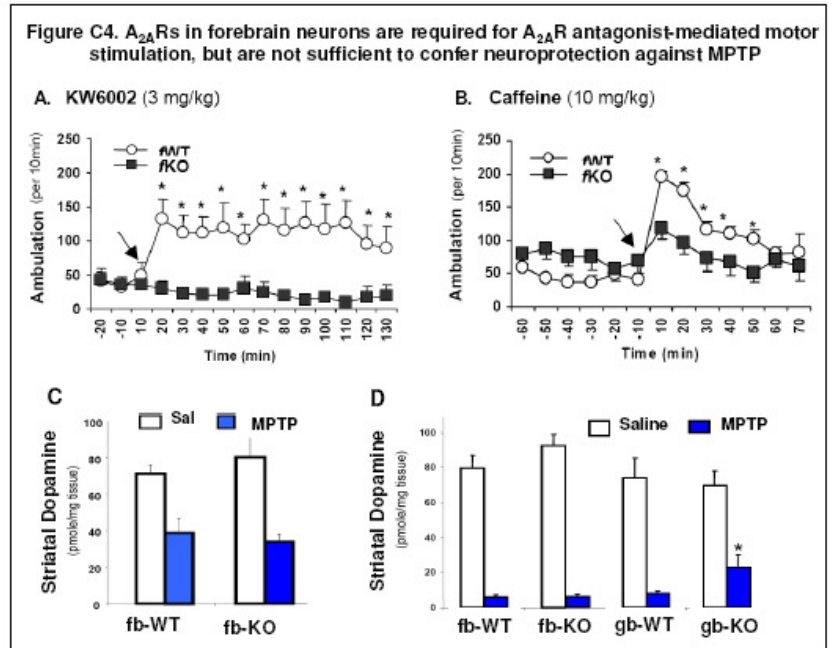 Figure C4. A2ARs in forebrain neurons are required for A2AR antagonist-mediated motor
stimulation, but are not sufficient to confer neuroprotection against MPTP
A. KW6002 (3 mg/kg)
fWT
fKO
Ambulation (per 10min)
250
200
150
100
50
0
-20 -10 10 20 30 40 50 60 70 80 90 100 110 120 130
Time (min)
* * * * * * * * * * * *
B. Caffeine (10 mg/kg)
fWT
fKO
Ambulation (per 10min)
250
200
150
100
50
0
-60 -50 -40 -30 -20 -10 10 20 30 40 50 60 70
Time (min)
* * * * *
C
Sal MPTP
Striatal Dopamine
(pmole/mg tissue)
100
80
60
40
20
0
fb-WT fb-KO
D
Saline MPTP
Striatal Dopamine
(pmole/mg tissue)
100
80
60
40
20
0
*
fb-WT fb-KO gb-WT gb-KO